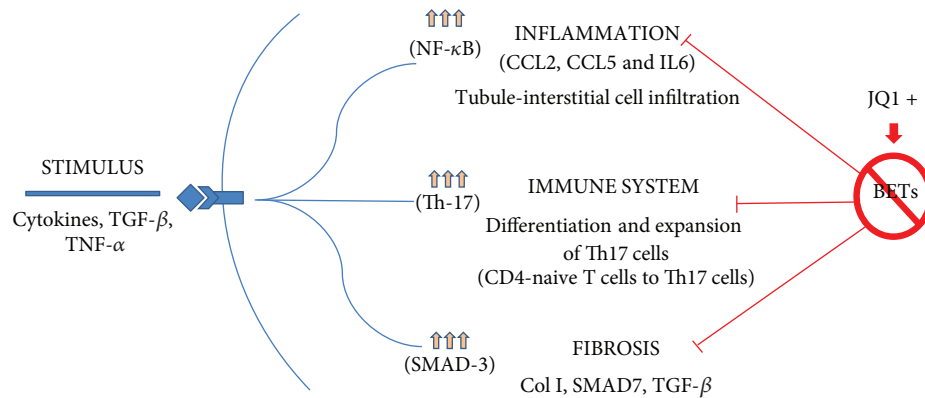 STIMULUS
Cytokines, TGF-β,
TNF-α
(NF-κB)
INFLAMMATION
(CCL2, CCL5 and IL6)
Tubule-interstitial cell infiltration
(Th-17)
IMMUNE SYSTEM
Differentiation and expansion
of Th17 cells
(CD4-naive T cells to Th17 cells)
(SMAD-3)
FIBROSIS
Col I, SMAD7, TGF-β
JQ1 +
BETs